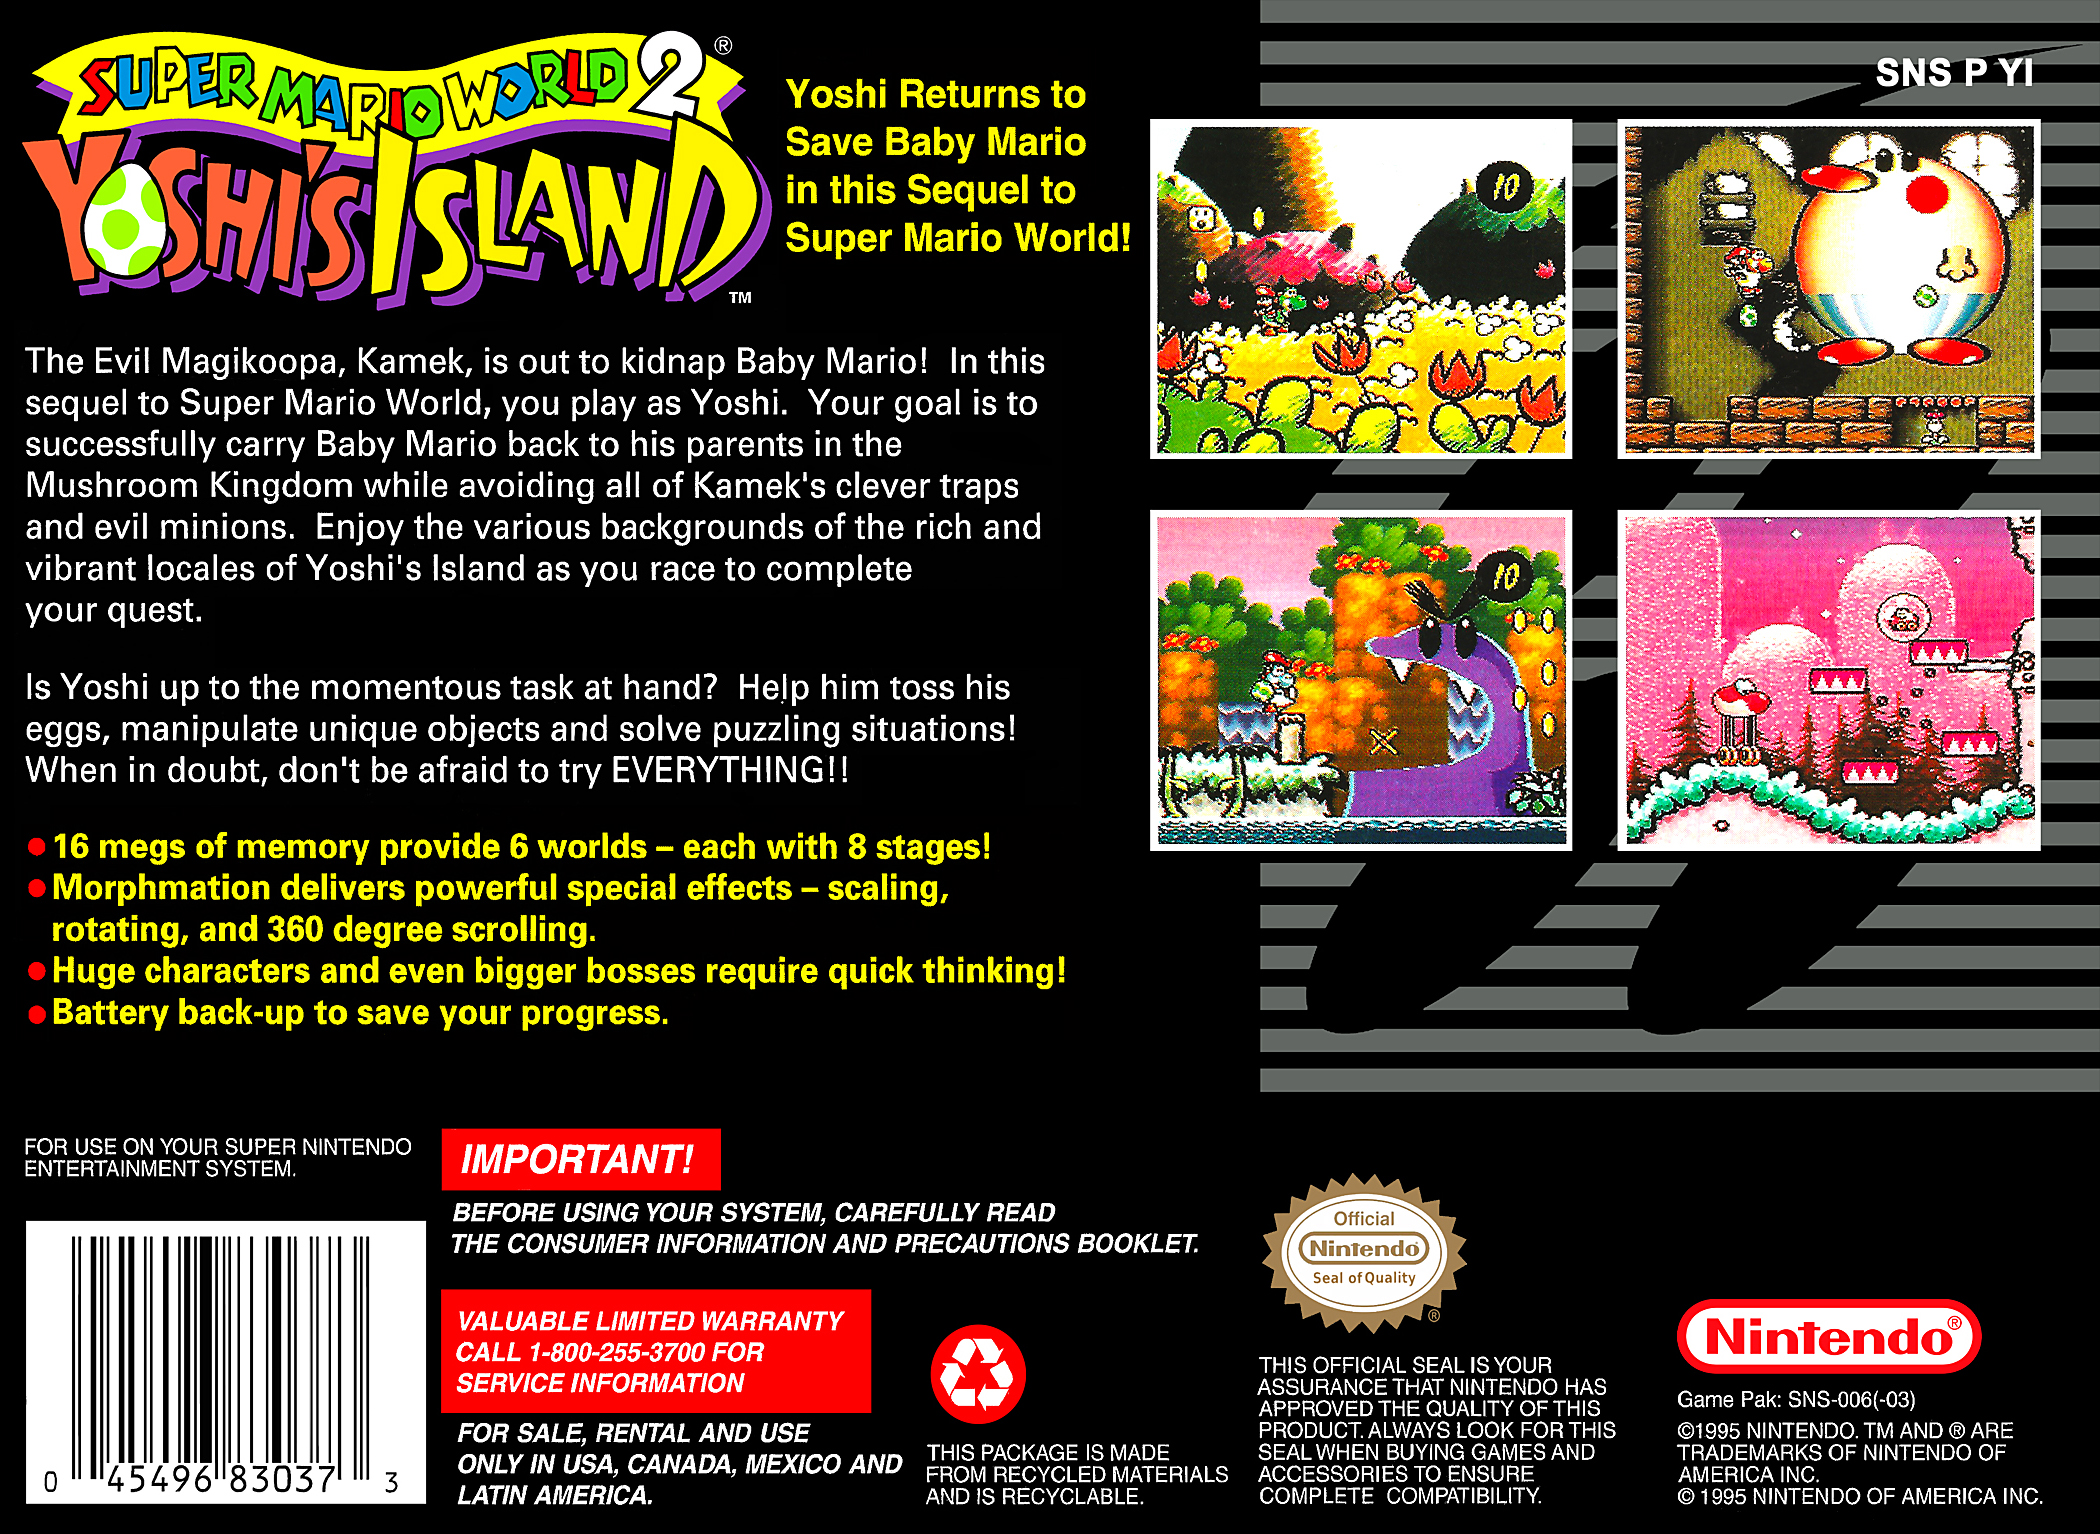 SUPER MARIO WORLD 2®
YOSHI'S ISLAND™
Yoshi Returns to
Save Baby Mario
in this Sequel to
Super Mario World!
SNS P YI
10
10
The Evil Magikoopa, Kamek, is out to kidnap Baby Mario! In this
sequel to Super Mario World, you play as Yoshi. Your goal is to
successfully carry Baby Mario back to his parents in the
Mushroom Kingdom while avoiding all of Kamek's clever traps
and evil minions. Enjoy the various backgrounds of the rich and
vibrant locales of Yoshi's Island as you race to complete
your quest.
Is Yoshi up to the momentous task at hand? Help him toss his
eggs, manipulate unique objects and solve puzzling situations!
When in doubt, don't be afraid to try EVERYTHING!!
• 16 megs of memory provide 6 worlds – each with 8 stages!
• Morphmation delivers powerful special effects – scaling,
rotating, and 360 degree scrolling.
• Huge characters and even bigger bosses require quick thinking!
• Battery back-up to save your progress.
FOR USE ON YOUR SUPER NINTENDO
ENTERTAINMENT SYSTEM.
0 45496 83037 3
IMPORTANT!
BEFORE USING YOUR SYSTEM, CAREFULLY READ
THE CONSUMER INFORMATION AND PRECAUTIONS BOOKLET.
VALUABLE LIMITED WARRANTY
CALL 1-800-255-3700 FOR
SERVICE INFORMATION
FOR SALE, RENTAL AND USE
ONLY IN USA, CANADA, MEXICO AND
LATIN AMERICA.
THIS PACKAGE IS MADE
FROM RECYCLED MATERIALS
AND IS RECYCLABLE.
Official
Nintendo
Seal of Quality
®
THIS OFFICIAL SEAL IS YOUR
ASSURANCE THAT NINTENDO HAS
APPROVED THE QUALITY OF THIS
PRODUCT. ALWAYS LOOK FOR THIS
SEAL WHEN BUYING GAMES AND
ACCESSORIES TO ENSURE
COMPLETE COMPATIBILITY.
Nintendo®
Game Pak: SNS-006(-03)
©1995 NINTENDO. TM AND ® ARE
TRADEMARKS OF NINTENDO OF
AMERICA INC.
© 1995 NINTENDO OF AMERICA INC.